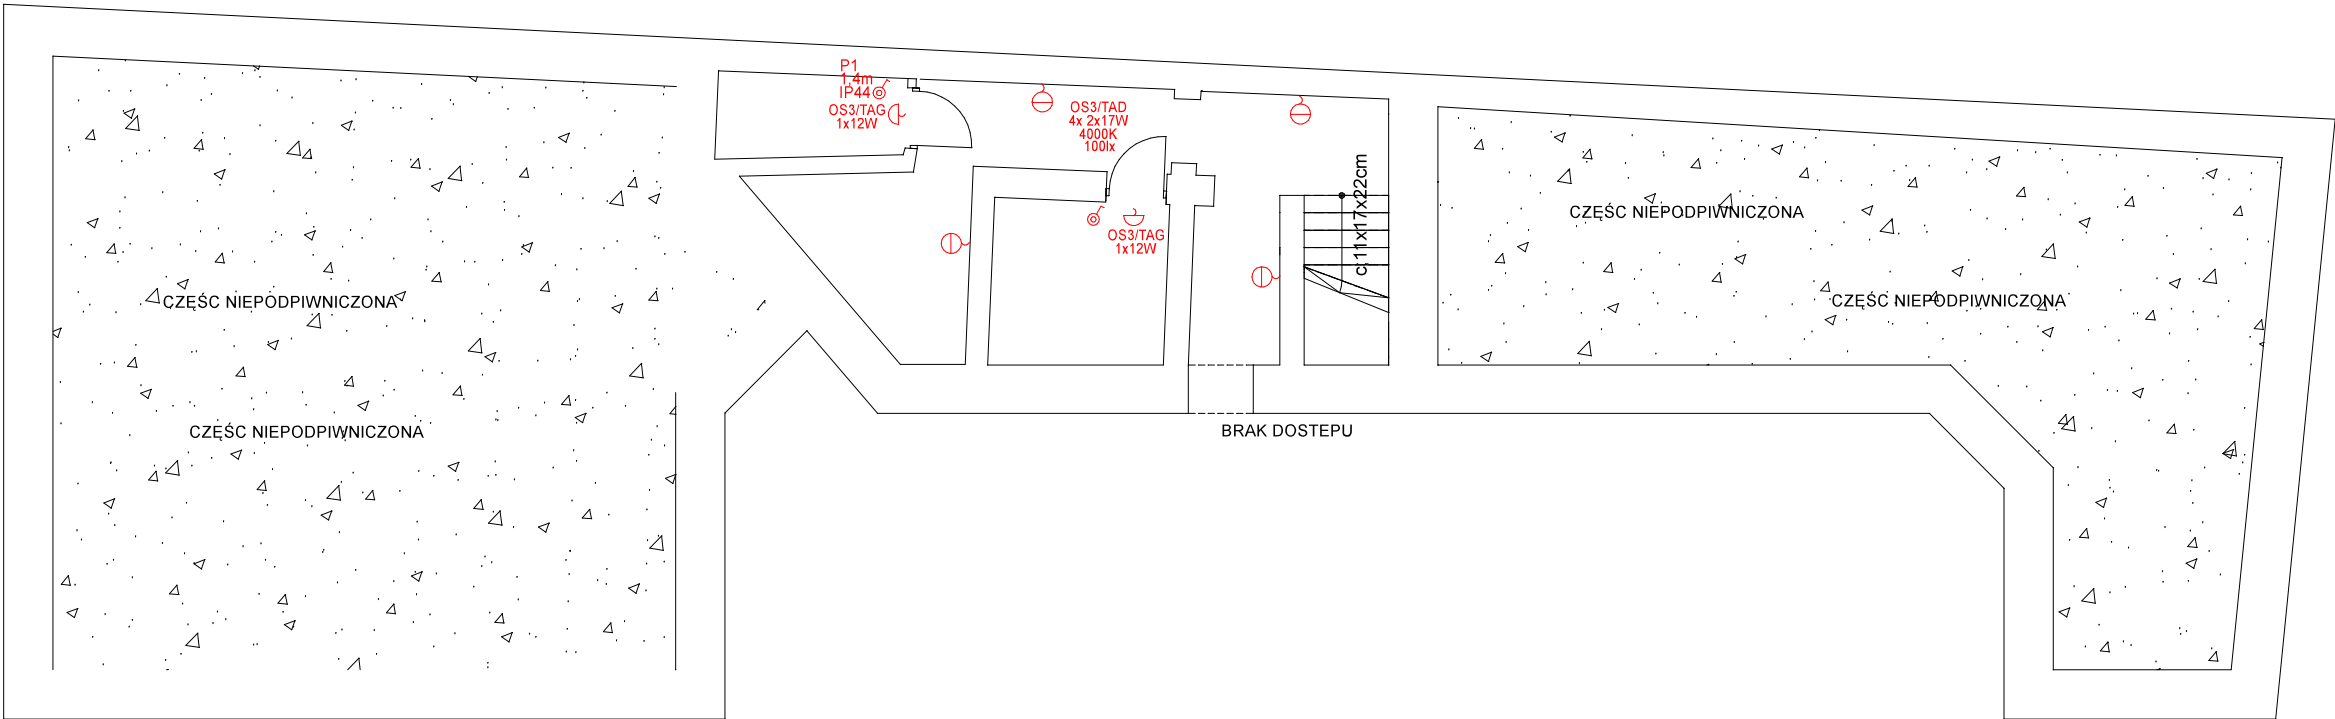 P1
1,4m
IP44
OS3/TAG
1x12W
OS3/TAD
4x 2x17W
4000K
100lx
OS3/TAG
1x12W
c,11x17x22cm
CZĘŚC NIEPODPIWNICZONA
CZĘŚC NIEPODPIWNICZONA
CZĘŚC NIEPODPIWNICZONA
CZĘŚC NIEPODPIWNICZONA
BRAK DOSTEPU